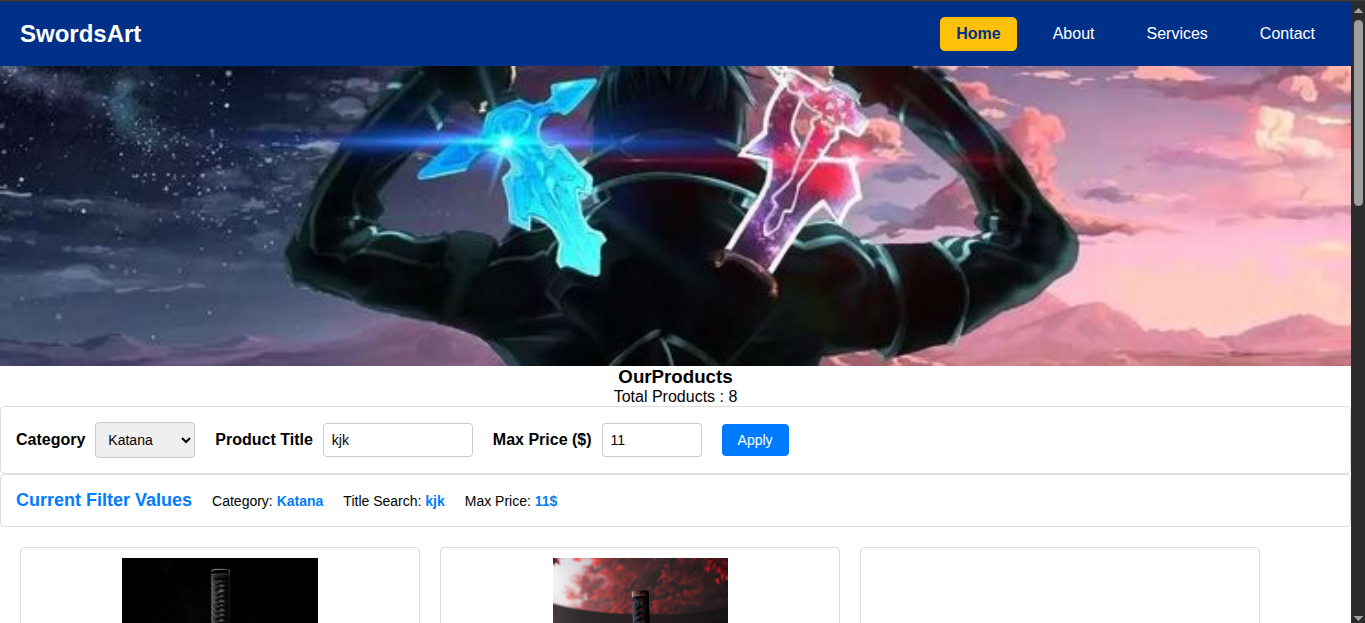 SwordsArt Home About Services Contact
OurProducts
Total Products : 8
Category Katana Product Title kjk Max Price ($) 11 Apply
Current Filter Values Category: Katana Title Search: kjk Max Price: 11$